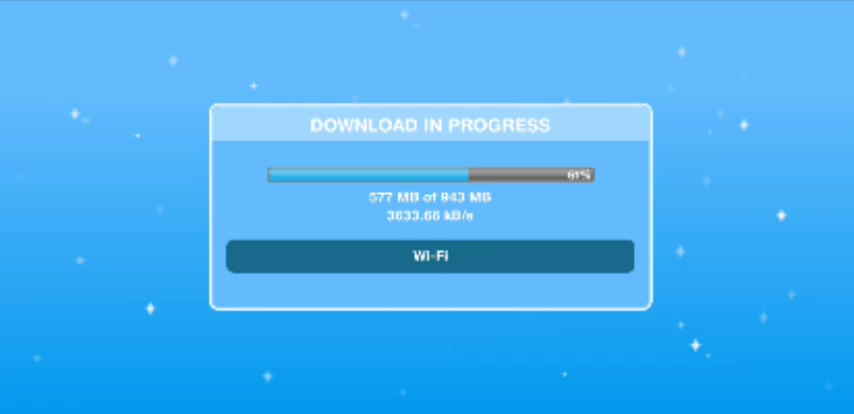 DOWNLOAD IN PROGRESS
61%
577 MB of 943 MB
3633.66 kB/s
Wi-Fi